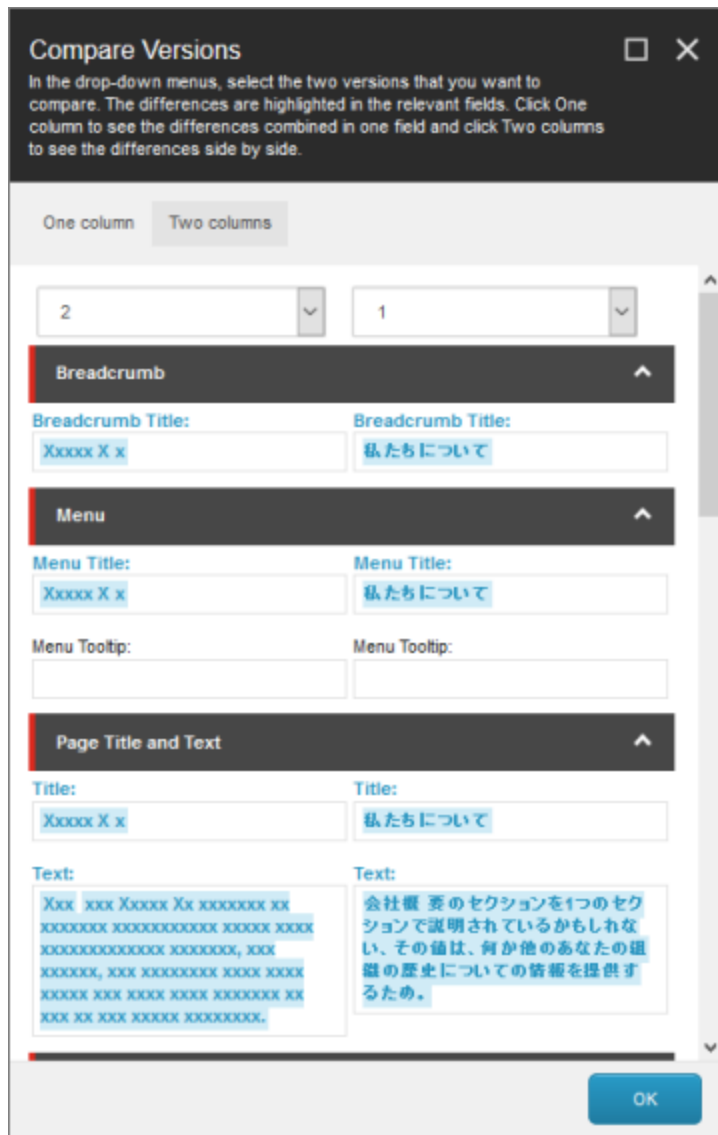 Compare Versions
In the drop-down menus, select the two versions that you want to
compare. The differences are highlighted in the relevant fields. Click One
column to see the differences combined in one field and click Two columns
to see the differences side by side.
One column Two columns
2 1
Breadcrumb
Breadcrumb Title: Breadcrumb Title:
Xxxxx X x 私たちについて
Menu
Menu Title: Menu Title:
Xxxxx X x 私たちについて
Menu Tooltip: Menu Tooltip:
Page Title and Text
Title: Title:
Xxxxx X x 私たちについて
Text:
Xxx xxx Xxxxx Xx xxxxxxx xx
xxxxxxx xxxxxxxxxxx xxxxx xxxx
xxxxxxxxxxxxx xxxxxxx, xxx
xxxxxx, xxx xxxxxxxx xxxx xxxx
xxxxx xxx xxxx xxxx xxxxxxx xx
xxx xx xxx xxxxx xxxxxxxx.
Text:
会社概 要のセクションを1つのセク
ションで説明されているかもしれな
い、その値は、何か他のあなたの組
織の歴史についての情報を提供す
るため。
OK